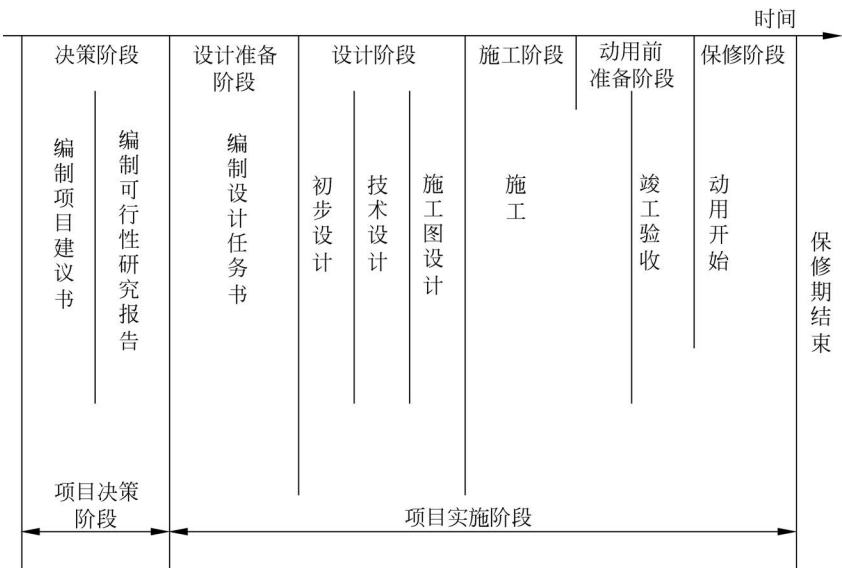 时间
决策阶段
设计准备
阶段
设计阶段
施工阶段
动用前
准备阶段
保修阶段
编制项目建议书
编制可行性研究报告
编制设计任务书
初步设计
技术设计
施工图设计
施工
竣工验收
动用开始
保修期结束
项目决策
阶段
项目实施阶段